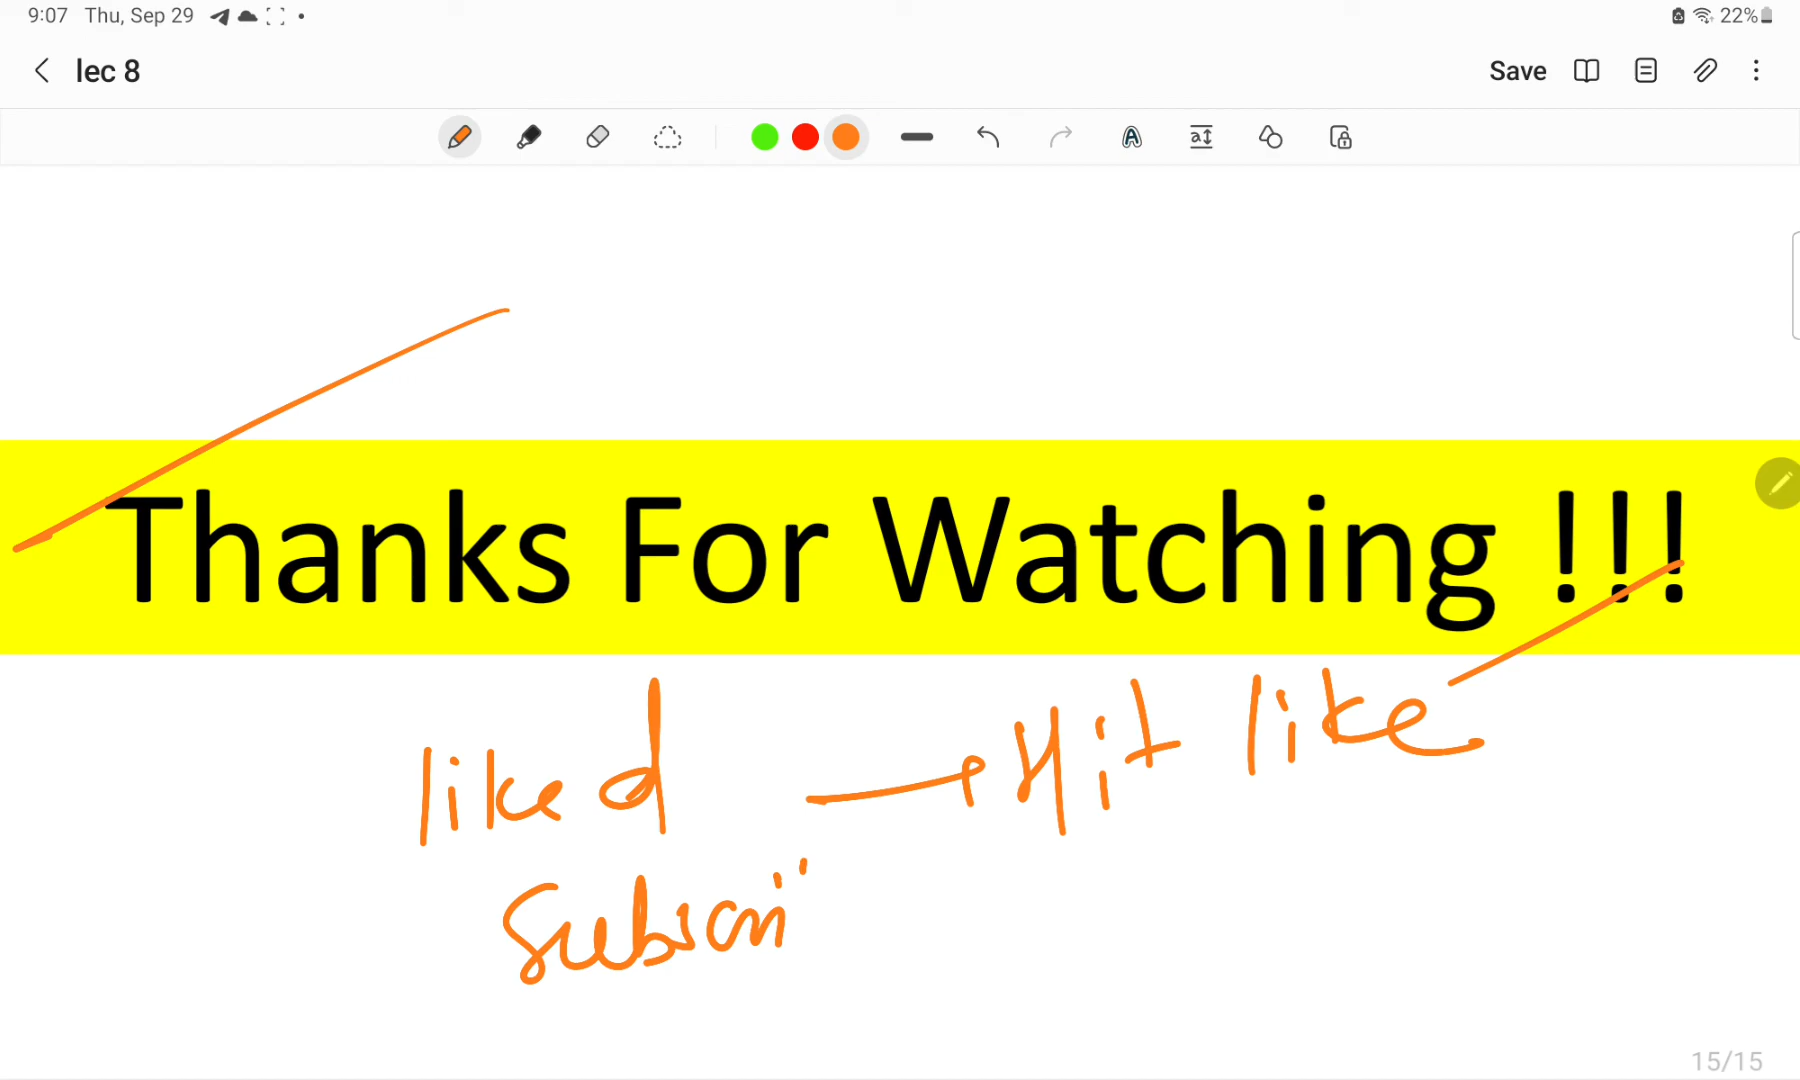 9:07 Thu, Sep 29
22%
lec 8
Save
Thanks For Watching !!!
liked Hit like
Subscri
15/15